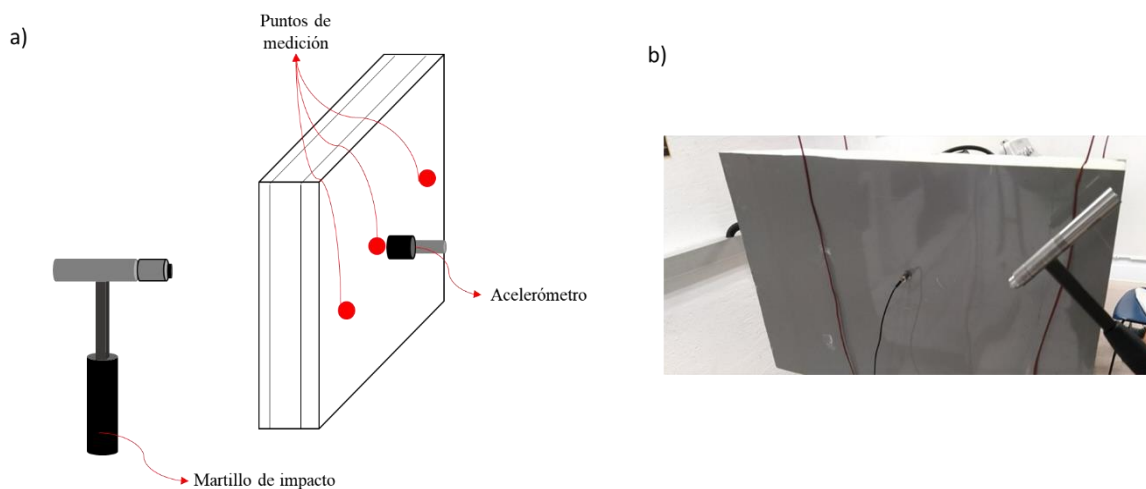 a)
Puntos de
medición
Acelerómetro
Martillo de impacto
b)